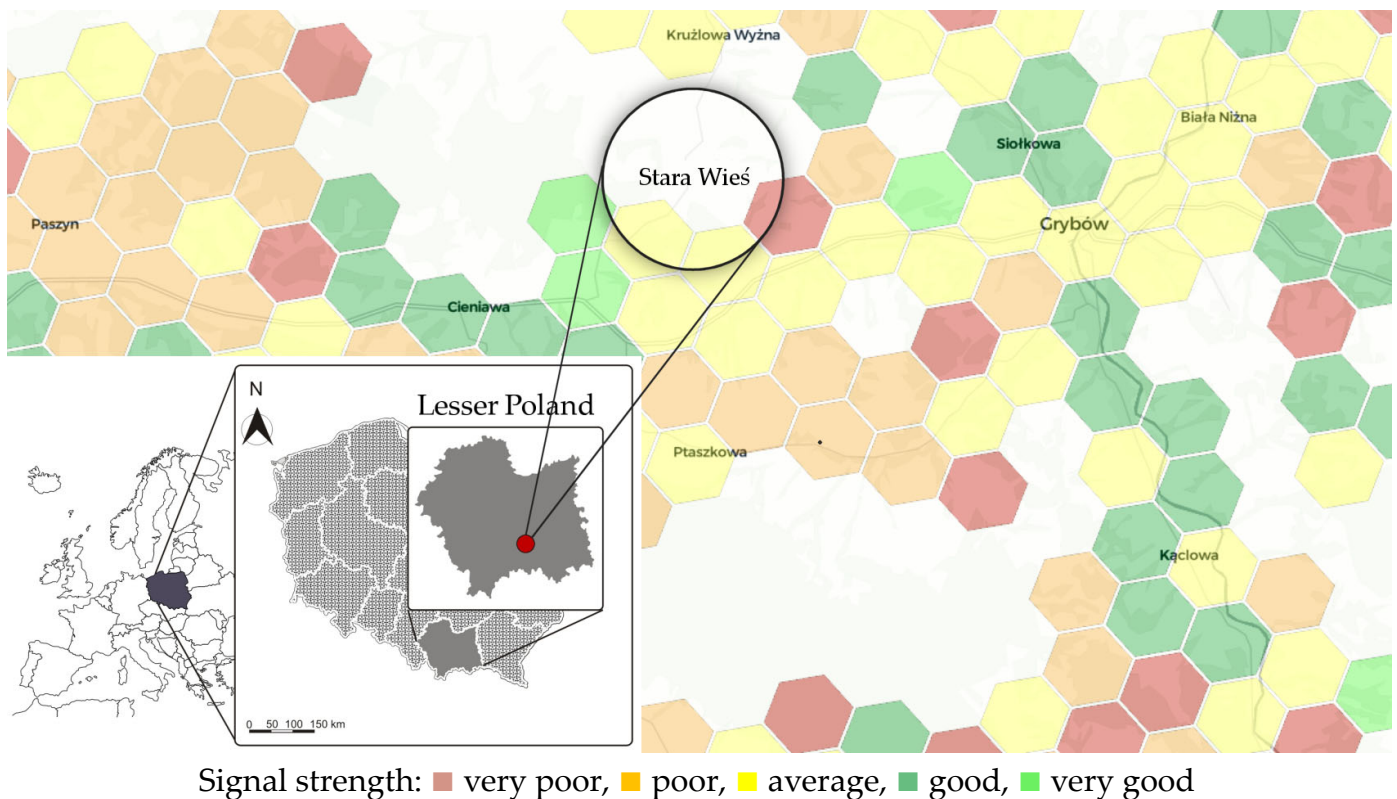 Krużlowa Wyżna
Biała Niżna
Siołkowa
Stara Wieś
Paszyn
Grybów
Cieniawa
N
Lesser Poland
Ptaszkowa
Kąclowa
0 50 100 150 km
Signal strength: very poor, poor, average, good, very good